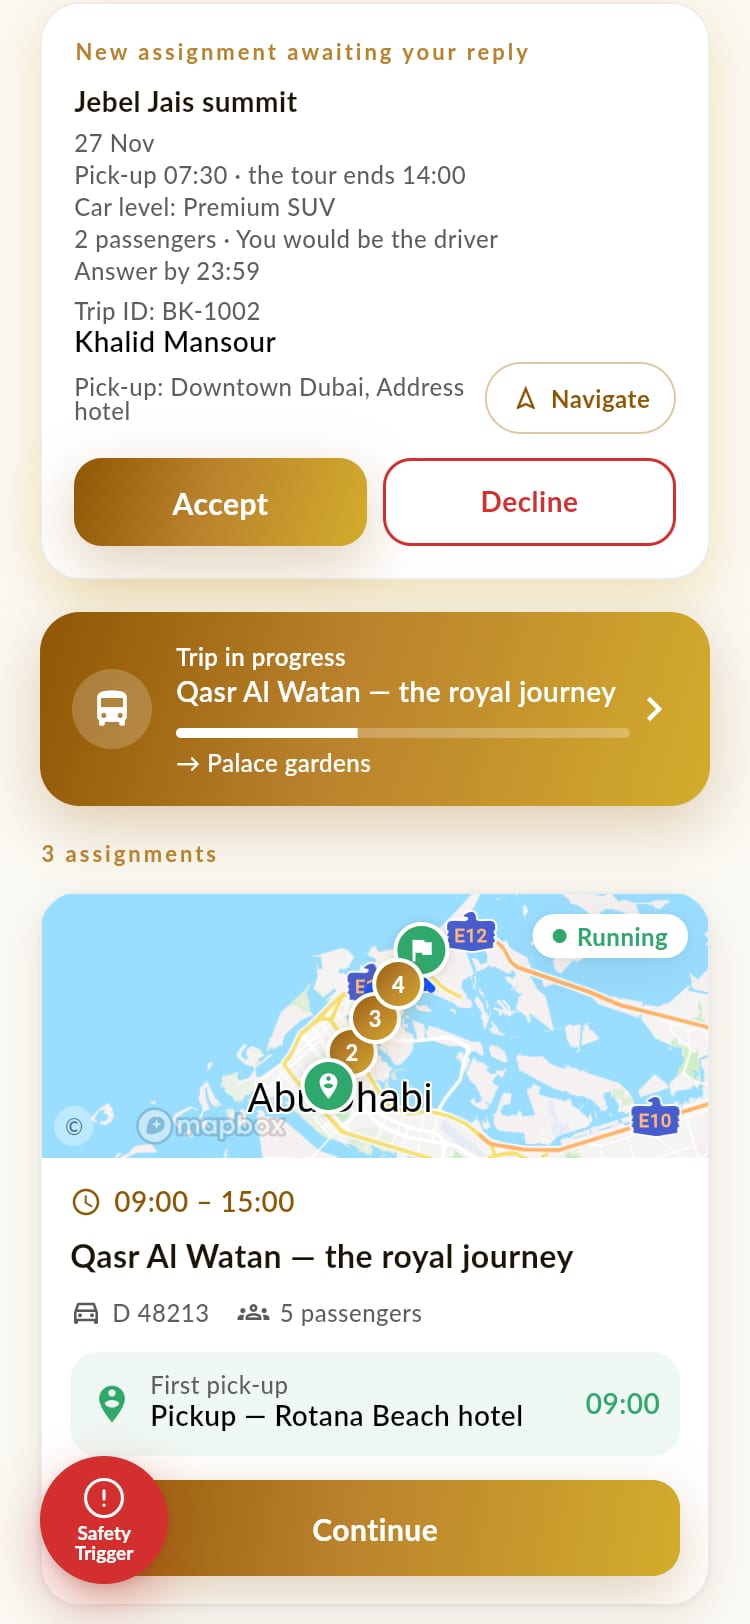 New assignment awaiting your reply
Jebel Jais summit
27 Nov
Pick-up 07:30 · the tour ends 14:00
Car level: Premium SUV
2 passengers · You would be the driver
Answer by 23:59
Trip ID: BK-1002
Khalid Mansour
Pick-up: Downtown Dubai, Address
hotel
Navigate
Accept
Decline
Trip in progress
Qasr Al Watan — the royal journey
→ Palace gardens
3 assignments
E12
Running
4
3
2
E10
© mapbox
09:00 – 15:00
Qasr Al Watan — the royal journey
D 48213
5 passengers
First pick-up
Pickup — Rotana Beach hotel
09:00
Safety
Trigger
Continue